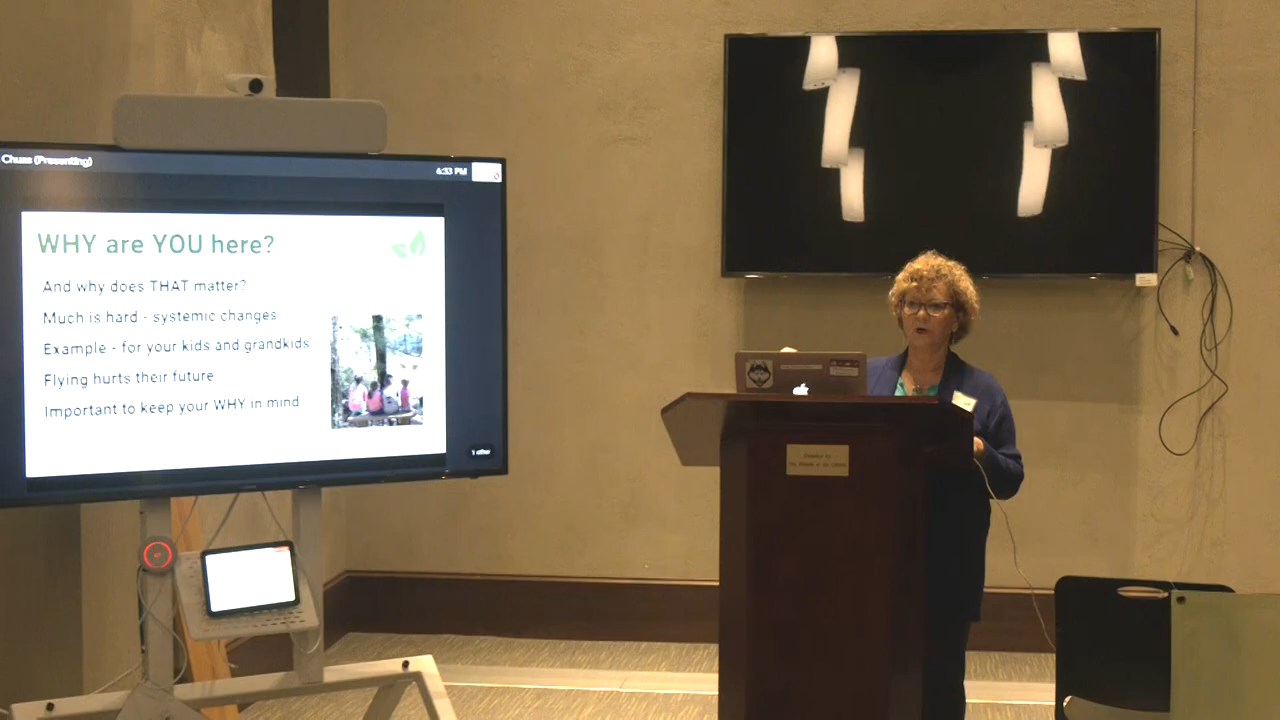 Chuss (Presenting)
6:33 PM
WHY are YOU here?
And why does THAT matter?
Much is hard - systemic changes
Example - for your kids and grandkids
Flying hurts their future
Important to keep your WHY in mind
1 other
Donated by